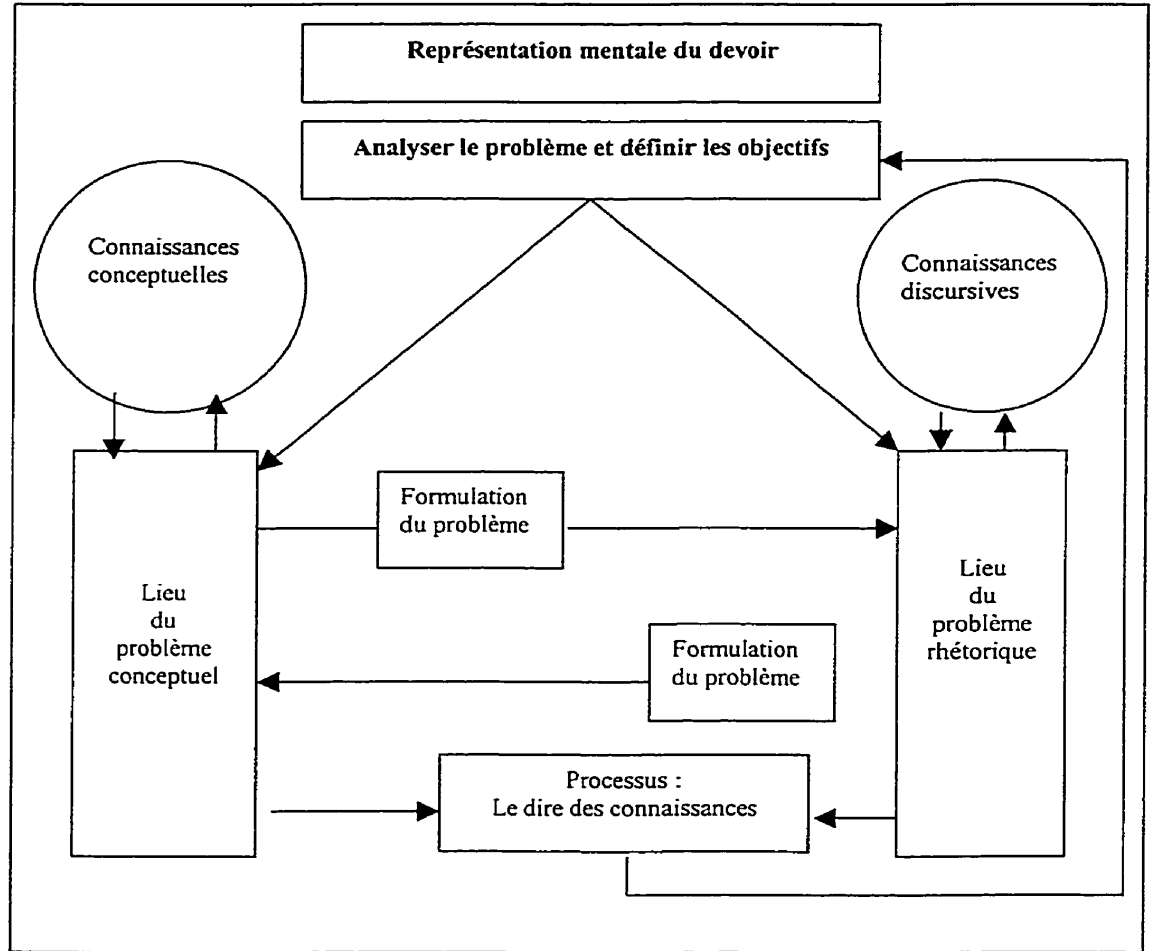 Représentation mentale du devoir
Analyser le problème et définir les objectifs
Connaissances
conceptuelles
Connaissances
discursives
Formulation
du problème
Lieu
du
problème
conceptuel
Lieu
du
problème
rhétorique
Formulation
du problème
Processus :
Le dire des connaissances